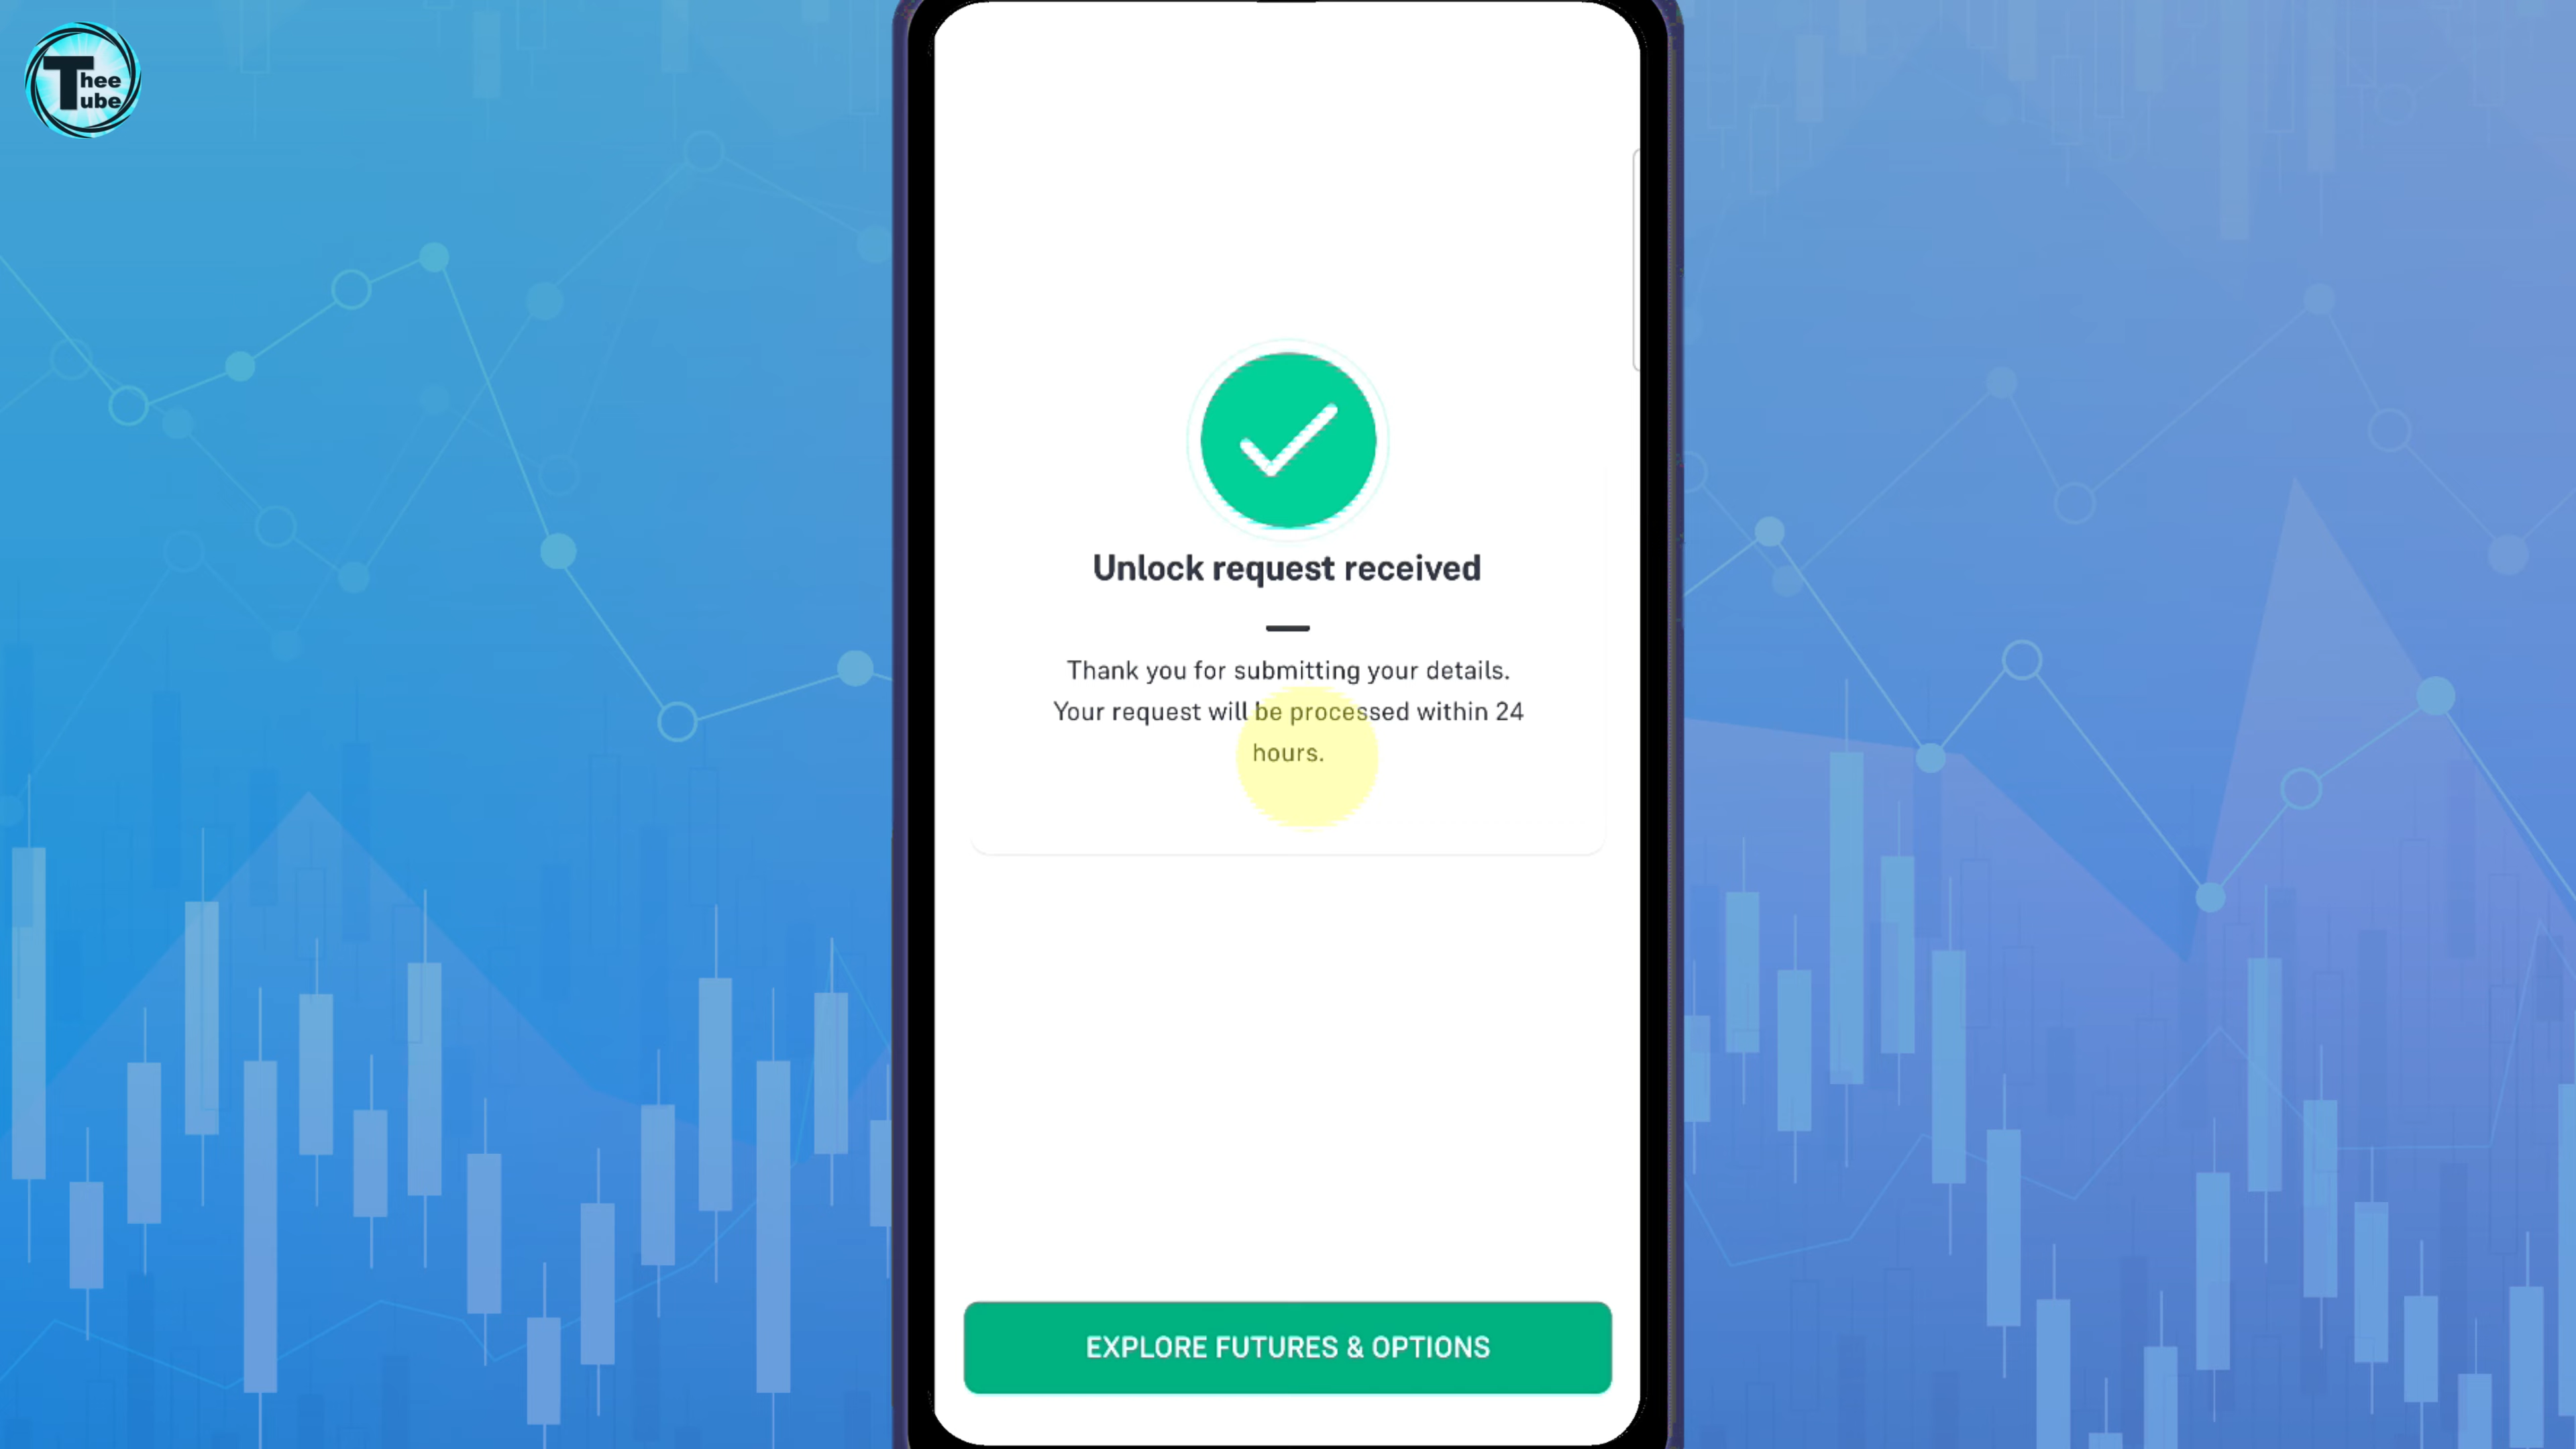 Thee
Tube
Unlock request received
Thank you for submitting your details.
Your request will be processed within 24
hours.
EXPLORE FUTURES & OPTIONS